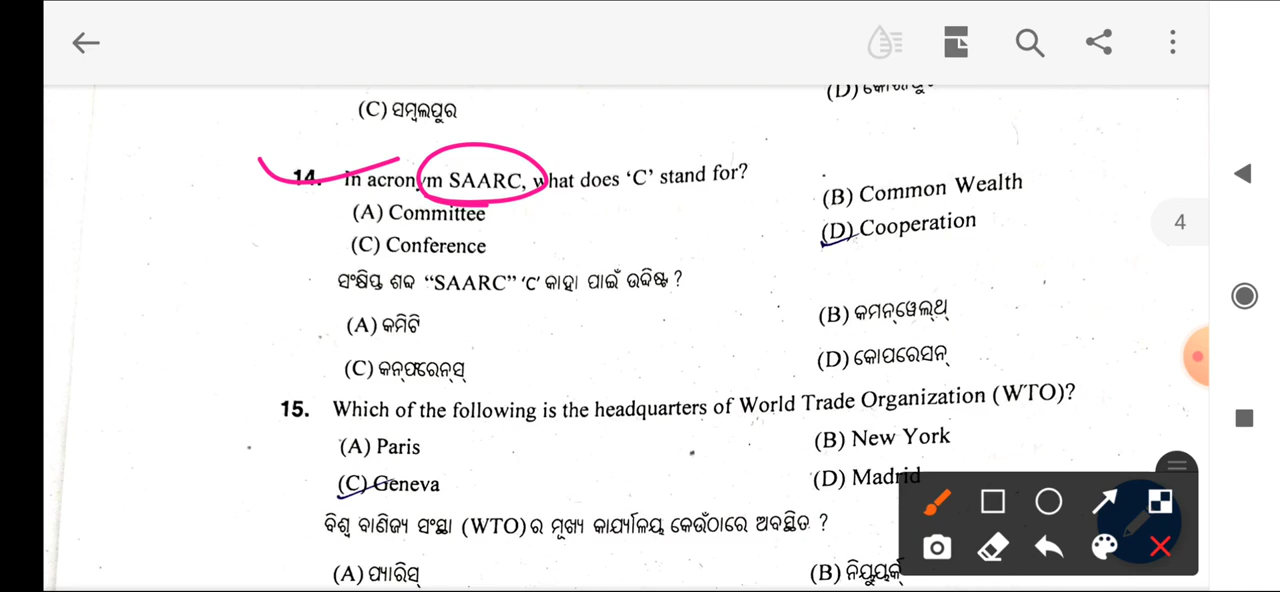 (C) ସମ୍ବଲପୁର
(D)
14. In acronym SAARC, what does ‘C’ stand for?
(A) Committee
(B) Common Wealth
(C) Conference
(D) Cooperation
4
ସଂକ୍ଷିପ୍ତ ଶବ୍ଦ “SAARC” ‘C’ କାହା ପାଇଁ ଉଦ୍ଦିଷ୍ଟ ?
(A) କମିଟି
(B) କମନ୍‌ୱେଲ୍‌ଥ୍
(C) କନ୍‌ଫରେନ୍‌ସ୍
(D) କୋପରେସନ୍
15. Which of the following is the headquarters of World Trade Organization (WTO)?
(A) Paris
(B) New York
(C) Geneva
(D) Madrid
ବିଶ୍ୱ ବାଣିଜ୍ୟ ସଂସ୍ଥା (WTO) ର ମୁଖ୍ୟ କାର୍ଯ୍ୟାଳୟ କେଉଁଠାରେ ଅବସ୍ଥିତ ?
(A) ପ୍ୟାରିସ୍
(B) ନିୟୁୟର୍କ